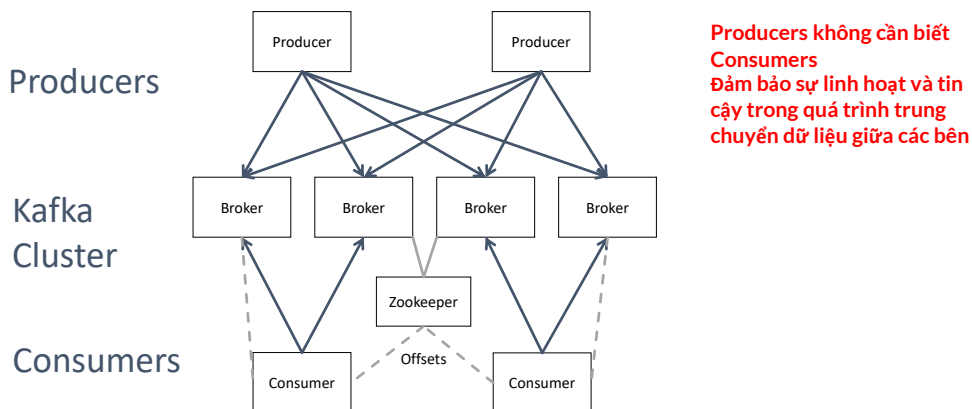 Producer
Producer
Producers không cần biết
Consumers
Đảm bảo sự linh hoạt và tin
cậy trong quá trình trung
chuyển dữ liệu giữa các bên
Producers
Kafka
Cluster
Broker
Broker
Broker
Broker
Zookeeper
Consumers
Offsets
Consumer
Consumer